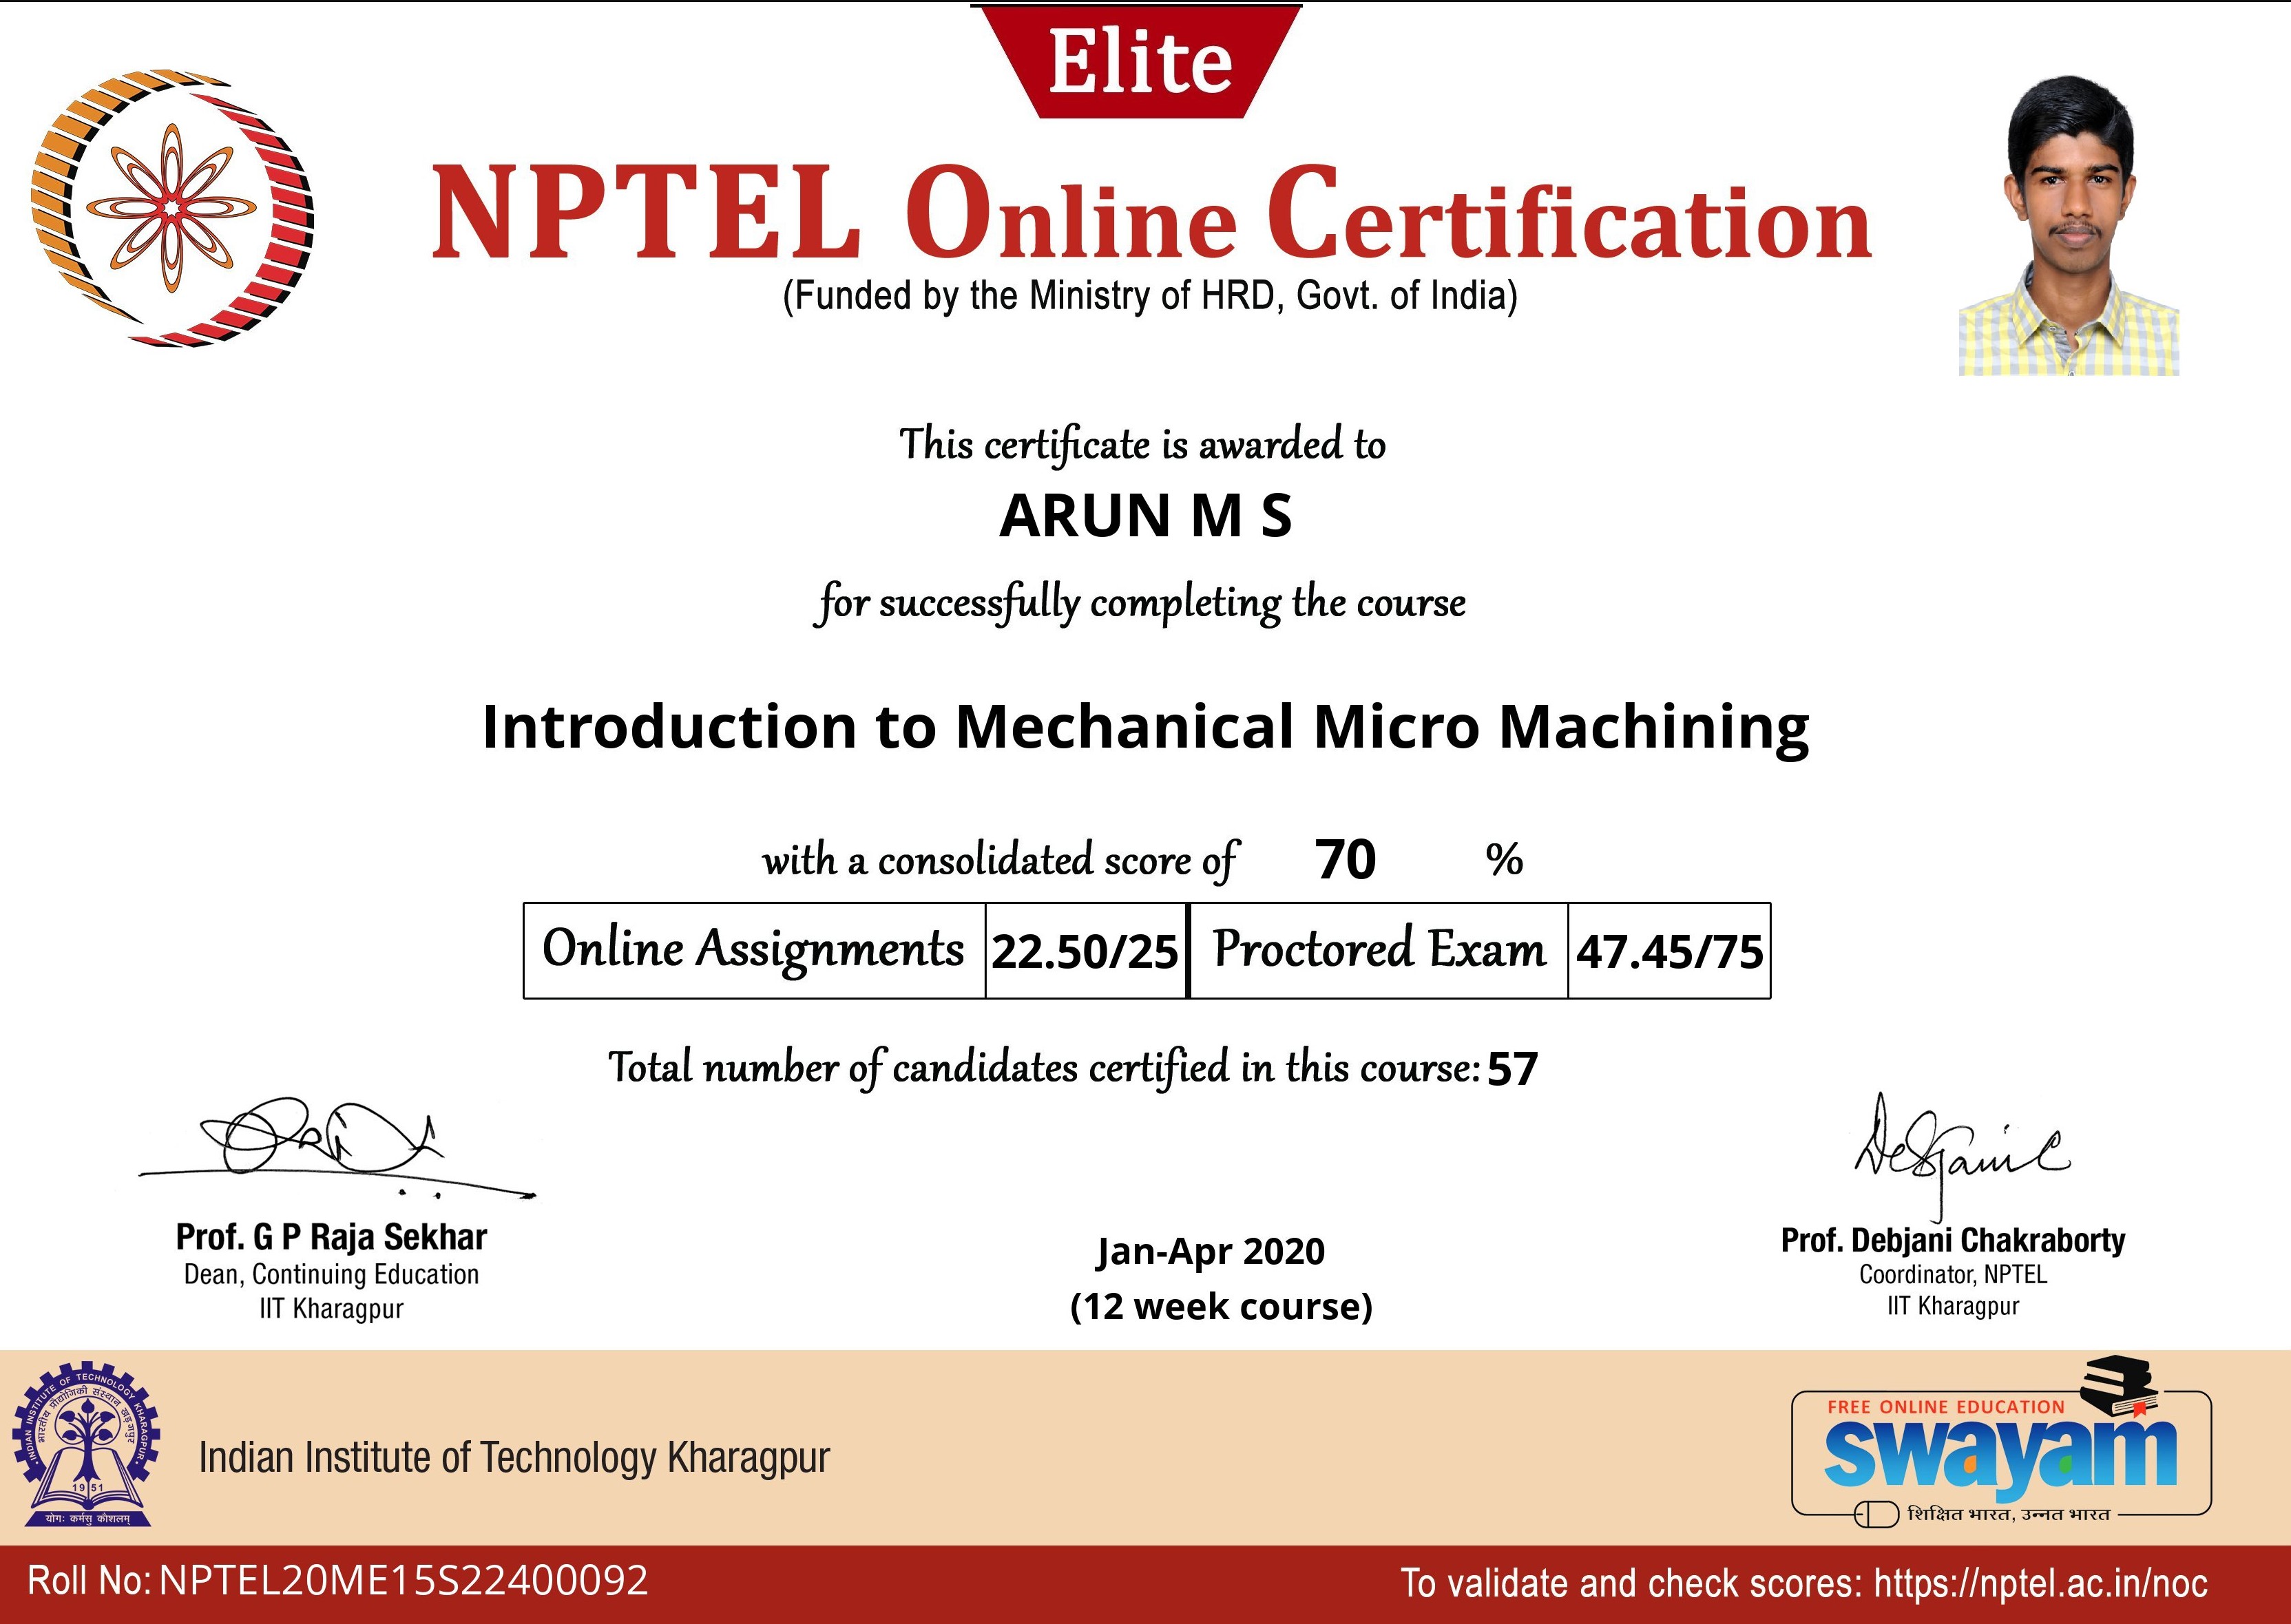 Elite
NPTEL Online Certification
(Funded by the Ministry of HRD, Govt. of India)
This certificate is awarded to
ARUN M S
for successfully completing the course
Introduction to Mechanical Micro Machining
with a consolidated score of 70 %
Online Assignments 22.50/25 Proctored Exam 47.45/75
Total number of candidates certified in this course: 57
Prof. G P Raja Sekhar
Dean, Continuing Education
IIT Kharagpur
Jan-Apr 2020
(12 week course)
Prof. Debjani Chakraborty
Coordinator, NPTEL
IIT Kharagpur
INDIAN INSTITUTE OF TECHNOLOGY KHARAGPUR
भारतीय प्रौद्योगिकी संस्थान खड़गपुर
1951
योगः कर्मसु कौशलम्
Indian Institute of Technology Kharagpur
FREE ONLINE EDUCATION
swayam
शिक्षित भारत, उन्नत भारत
Roll No: NPTEL20ME15S22400092
To validate and check scores: https://nptel.ac.in/noc